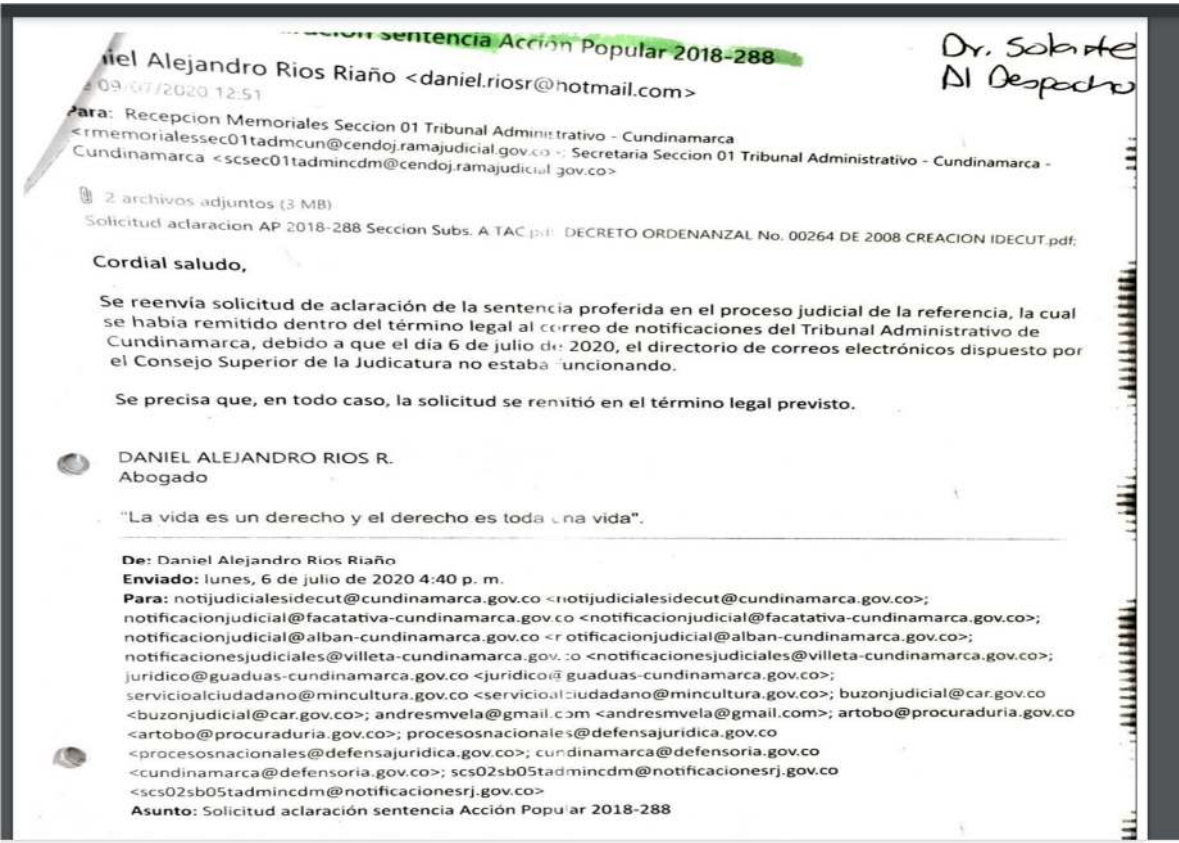 sentencia Acción Popular 2018-288
Dr. Solarte
Al Despacho
iel Alejandro Rios Riaño <daniel.riosr@hotmail.com>
09/07/2020 12:51
Para: Recepcion Memoriales Seccion 01 Tribunal Administrativo - Cundinamarca
<rmemorialessec01tadmcun@cendoj.ramajudicial.gov.co>; Secretaria Seccion 01 Tribunal Administrativo - Cundinamarca -
Cundinamarca <scsec01tadmincdm@cendoj.ramajudicial.gov.co>
2 archivos adjuntos (3 MB)
Solicitud aclaracion AP 2018-288 Seccion Subs. A TAC.pdf; DECRETO ORDENANZAL No. 00264 DE 2008 CREACION IDECUT.pdf;
Cordial saludo,
Se reenvía solicitud de aclaración de la sentencia proferida en el proceso judicial de la referencia, la cual
se había remitido dentro del término legal al correo de notificaciones del Tribunal Administrativo de
Cundinamarca, debido a que el día 6 de julio de 2020, el directorio de correos electrónicos dispuesto por
el Consejo Superior de la Judicatura no estaba funcionando.
Se precisa que, en todo caso, la solicitud se remitió en el término legal previsto.
DANIEL ALEJANDRO RIOS R.
Abogado
"La vida es un derecho y el derecho es toda una vida".
De: Daniel Alejandro Rios Riaño
Enviado: lunes, 6 de julio de 2020 4:40 p. m.
Para: notijudicialesidecut@cundinamarca.gov.co <notijudicialesidecut@cundinamarca.gov.co>;
notificacionjudicial@facatativa-cundinamarca.gov.co <notificacionjudicial@facatativa-cundinamarca.gov.co>;
notificacionjudicial@alban-cundinamarca.gov.co <notificacionjudicial@alban-cundinamarca.gov.co>;
notificacionesjudiciales@villeta-cundinamarca.gov.co <notificacionesjudiciales@villeta-cundinamarca.gov.co>;
juridico@guaduas-cundinamarca.gov.co <juridico@guaduas-cundinamarca.gov.co>;
servicioalciudadano@mincultura.gov.co <servicioalciudadano@mincultura.gov.co>; buzonjudicial@car.gov.co
<buzonjudicial@car.gov.co>; andresmvela@gmail.com <andresmvela@gmail.com>; artobo@procuraduria.gov.co
<artobo@procuraduria.gov.co>; procesosnacionales@defensajuridica.gov.co
<procesosnacionales@defensajuridica.gov.co>; cundinamarca@defensoria.gov.co
<cundinamarca@defensoria.gov.co>; scs02sb05tadmincdm@notificacionesrj.gov.co
<scs02sb05tadmincdm@notificacionesrj.gov.co>
Asunto: Solicitud aclaración sentencia Acción Popular 2018-288